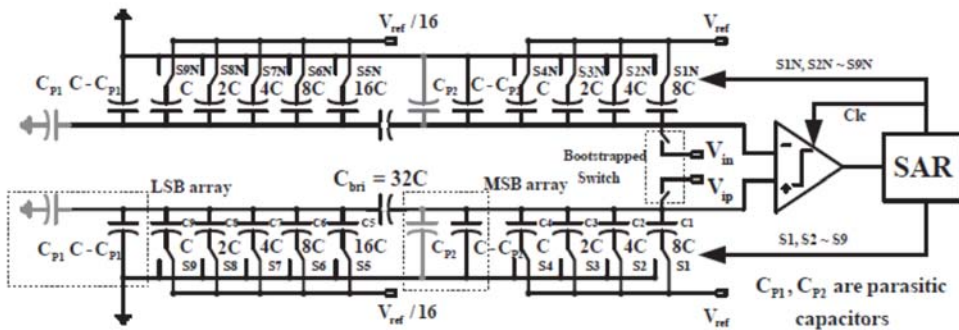 V_ref / 16
V_ref
S9N S8N S7N S6N S5N
S4N S3N S2N S1N
S1N, S2N ~ S9N
C_P1 C-C_P1 C 2C 4C 8C 16C
C_P2 C-C_P2 C 2C 4C 8C
Clc
Bootstrapped
Switch
V_in
V_ip
SAR
LSB array
C_bri = 32C
MSB array
C9 C8 C7 C6 C5
C4 C3 C2 C1
C_P1 C-C_P1 C 2C 4C 8C 16C
C_P2 C-C_P2 C 2C 4C 8C
S9 S8 S7 S6 S5
S4 S3 S2 S1
S1, S2 ~ S9
V_ref / 16
V_ref
C_P1, C_P2 are parasitic
capacitors